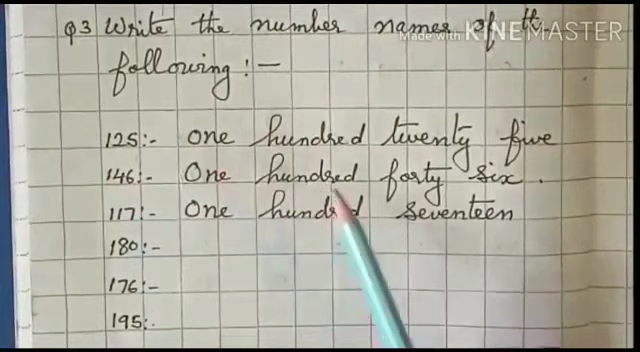 Q3 Write the number names of th
Made with KINEMASTER
following:-
125:- One hundred twenty five
146:- One hundred forty six.
117:- One hundred seventeen
180:-
176:-
195:-